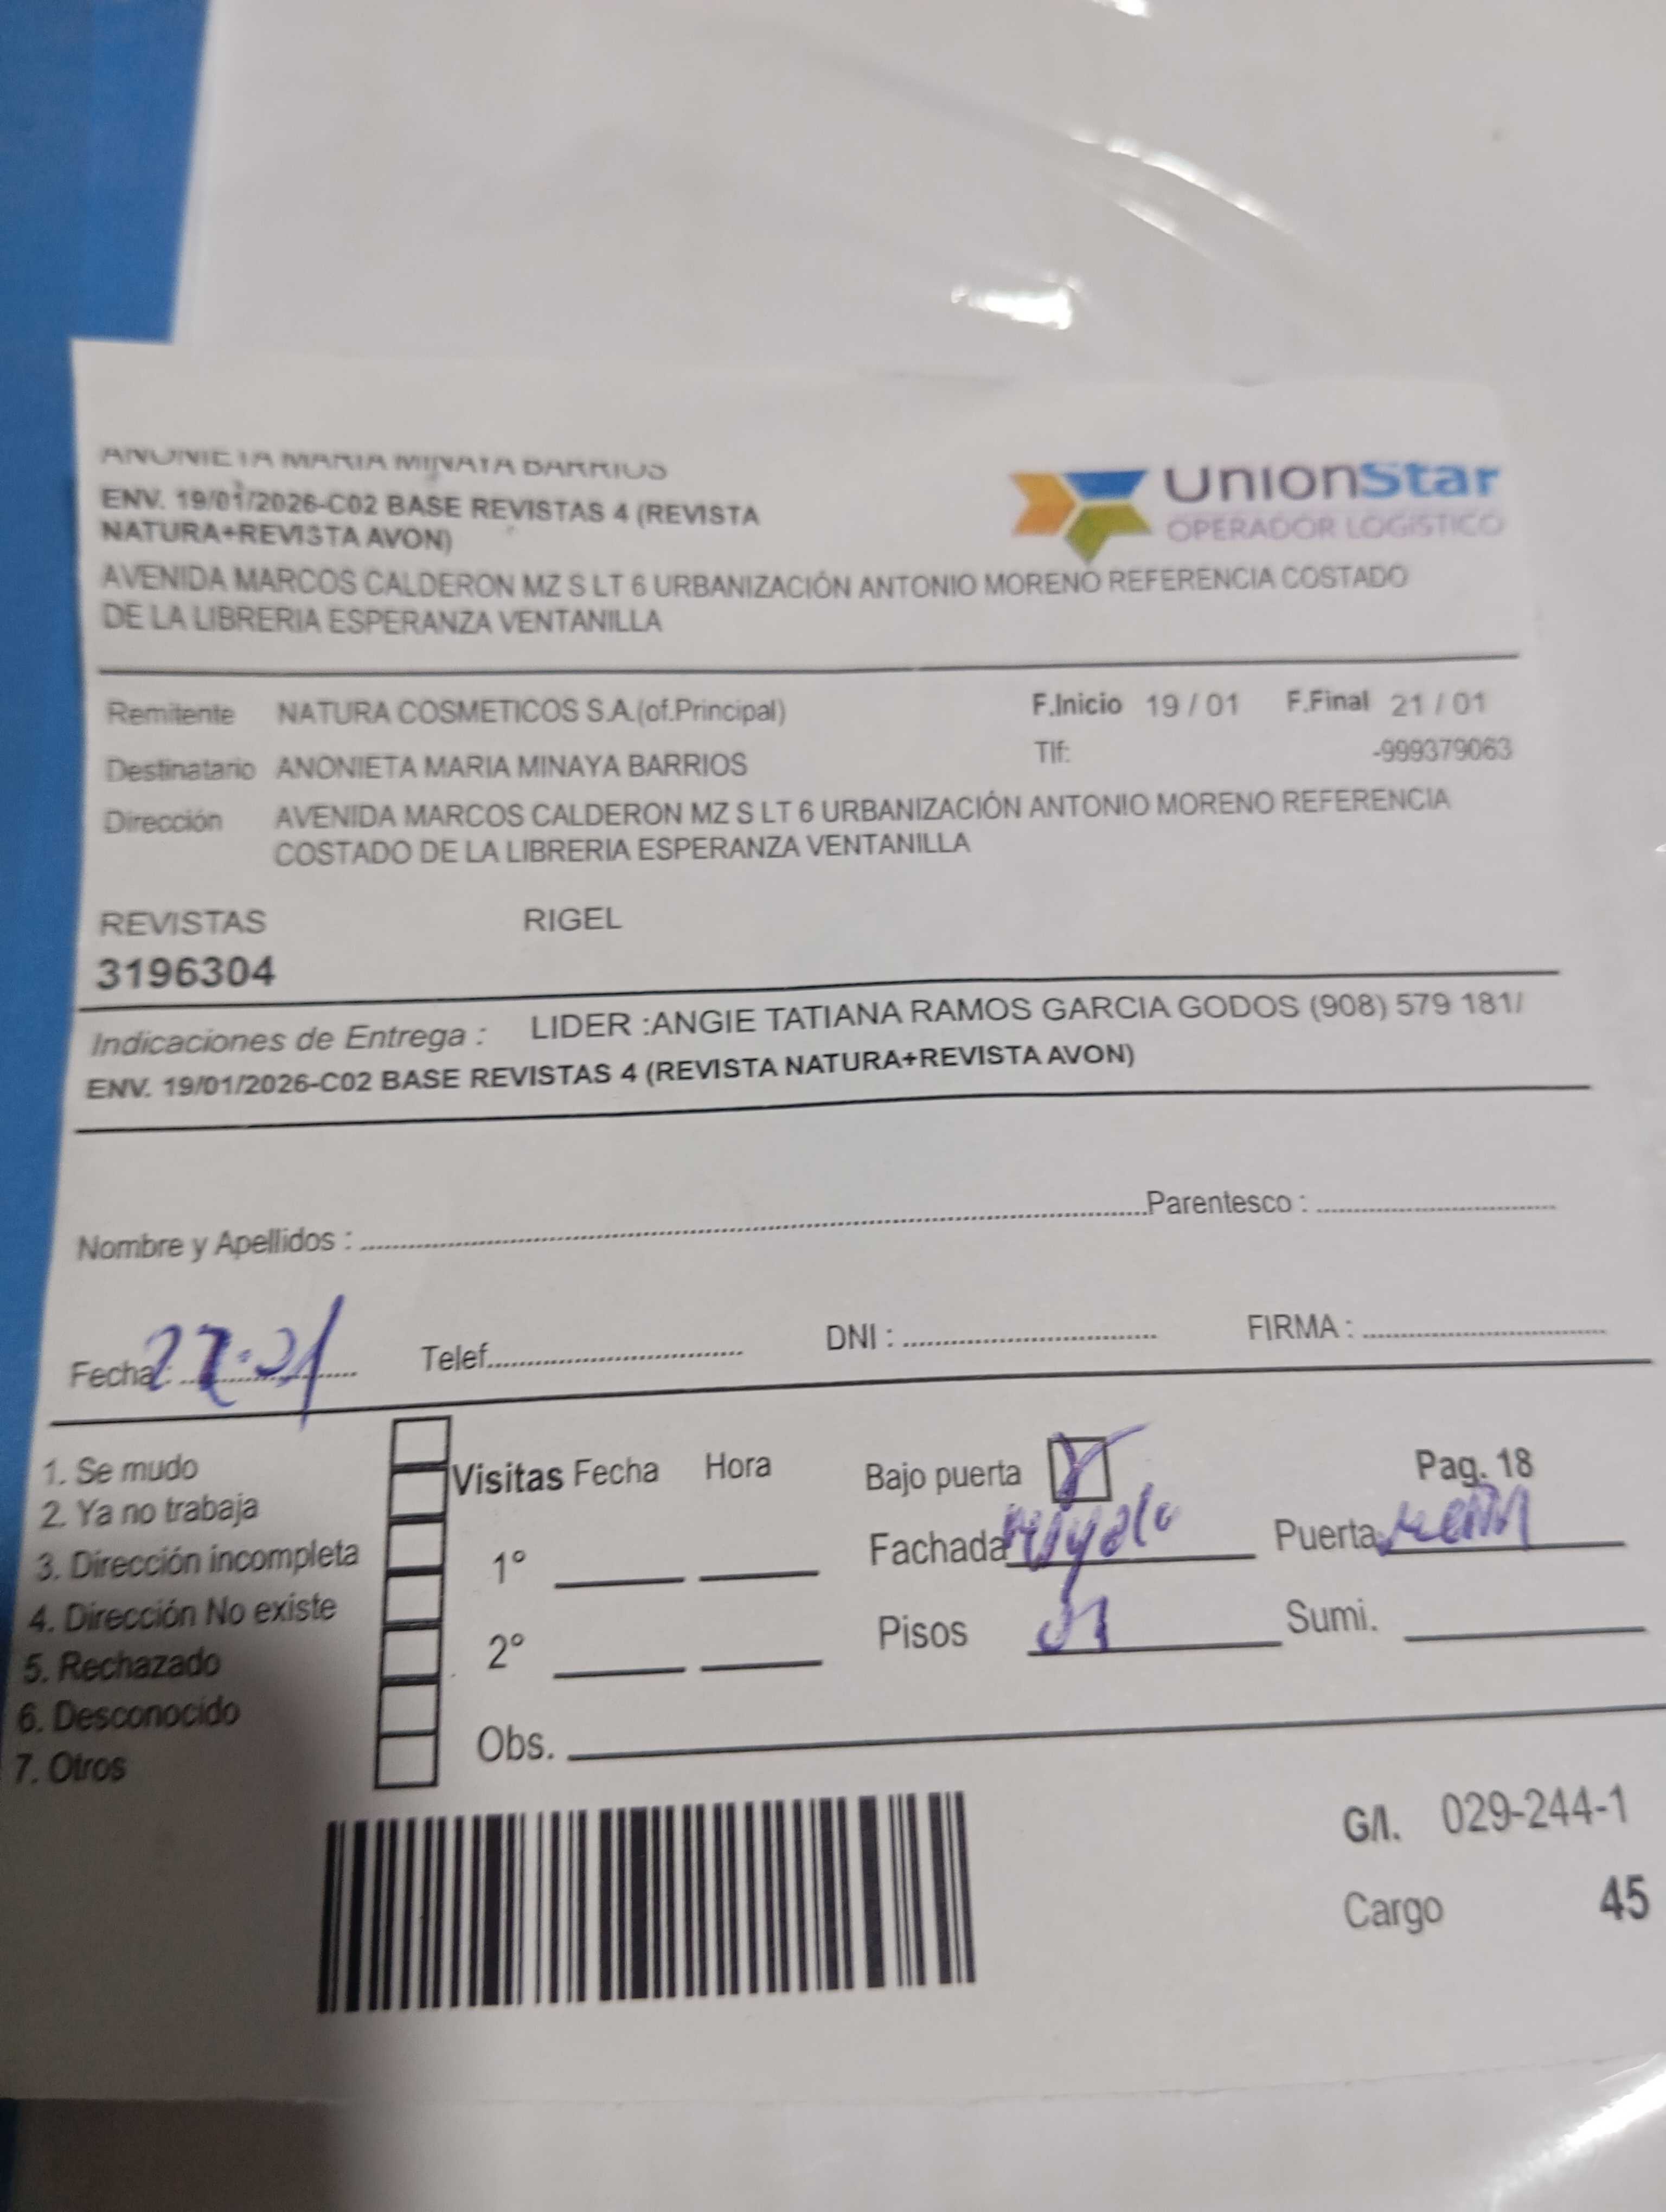 ANONIETA MARIA MINAYA BARRIOS
ENV. 19/01/2026-C02 BASE REVISTAS 4 (REVISTA
NATURA+REVISTA AVON)
UnionStar
OPERADOR LOGÍSTICO
AVENIDA MARCOS CALDERON MZ S LT 6 URBANIZACIÓN ANTONIO MORENO REFERENCIA COSTADO
DE LA LIBRERIA ESPERANZA VENTANILLA
Remitente NATURA COSMETICOS S.A.(of.Principal) F.Inicio 19 / 01 F.Final 21 / 01
Destinatario ANONIETA MARIA MINAYA BARRIOS Tlf: -999379063
Dirección AVENIDA MARCOS CALDERON MZ S LT 6 URBANIZACIÓN ANTONIO MORENO REFERENCIA
COSTADO DE LA LIBRERIA ESPERANZA VENTANILLA
REVISTAS RIGEL
3196304
Indicaciones de Entrega : LIDER :ANGIE TATIANA RAMOS GARCIA GODOS (908) 579 181/
ENV. 19/01/2026-C02 BASE REVISTAS 4 (REVISTA NATURA+REVISTA AVON)
Nombre y Apellidos : Parentesco :
Fecha: Telef. DNI : FIRMA :
1. Se mudo
2. Ya no trabaja
3. Dirección incompleta
4. Dirección No existe
5. Rechazado
6. Desconocido
7. Otros
Visitas Fecha Hora
1°
2°
Obs.
Bajo puerta Pag. 18
Fachada Puerta
Pisos 01 Sumi.
G/I. 029-244-1
Cargo 45